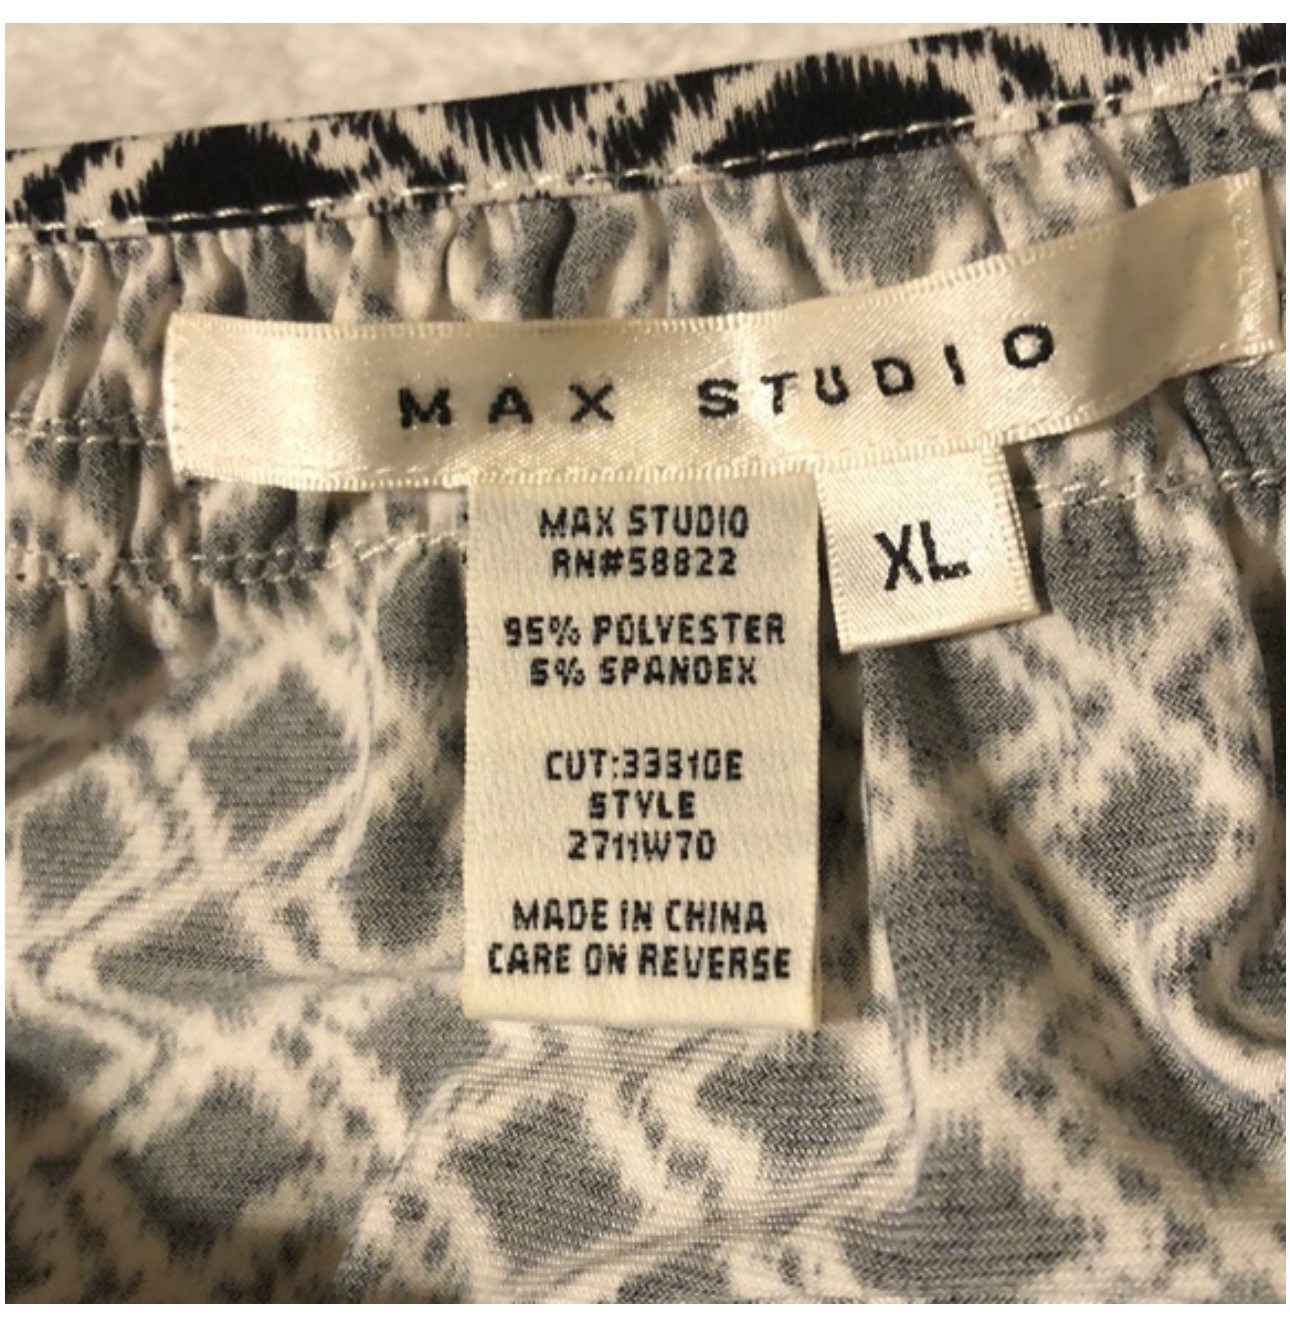 MAX STUDIO
XL
MAX STUDIO
RN#58822
95% POLYESTER
5% SPANDEX
CUT:33310E
STYLE
2711W70
MADE IN CHINA
CARE ON REVERSE